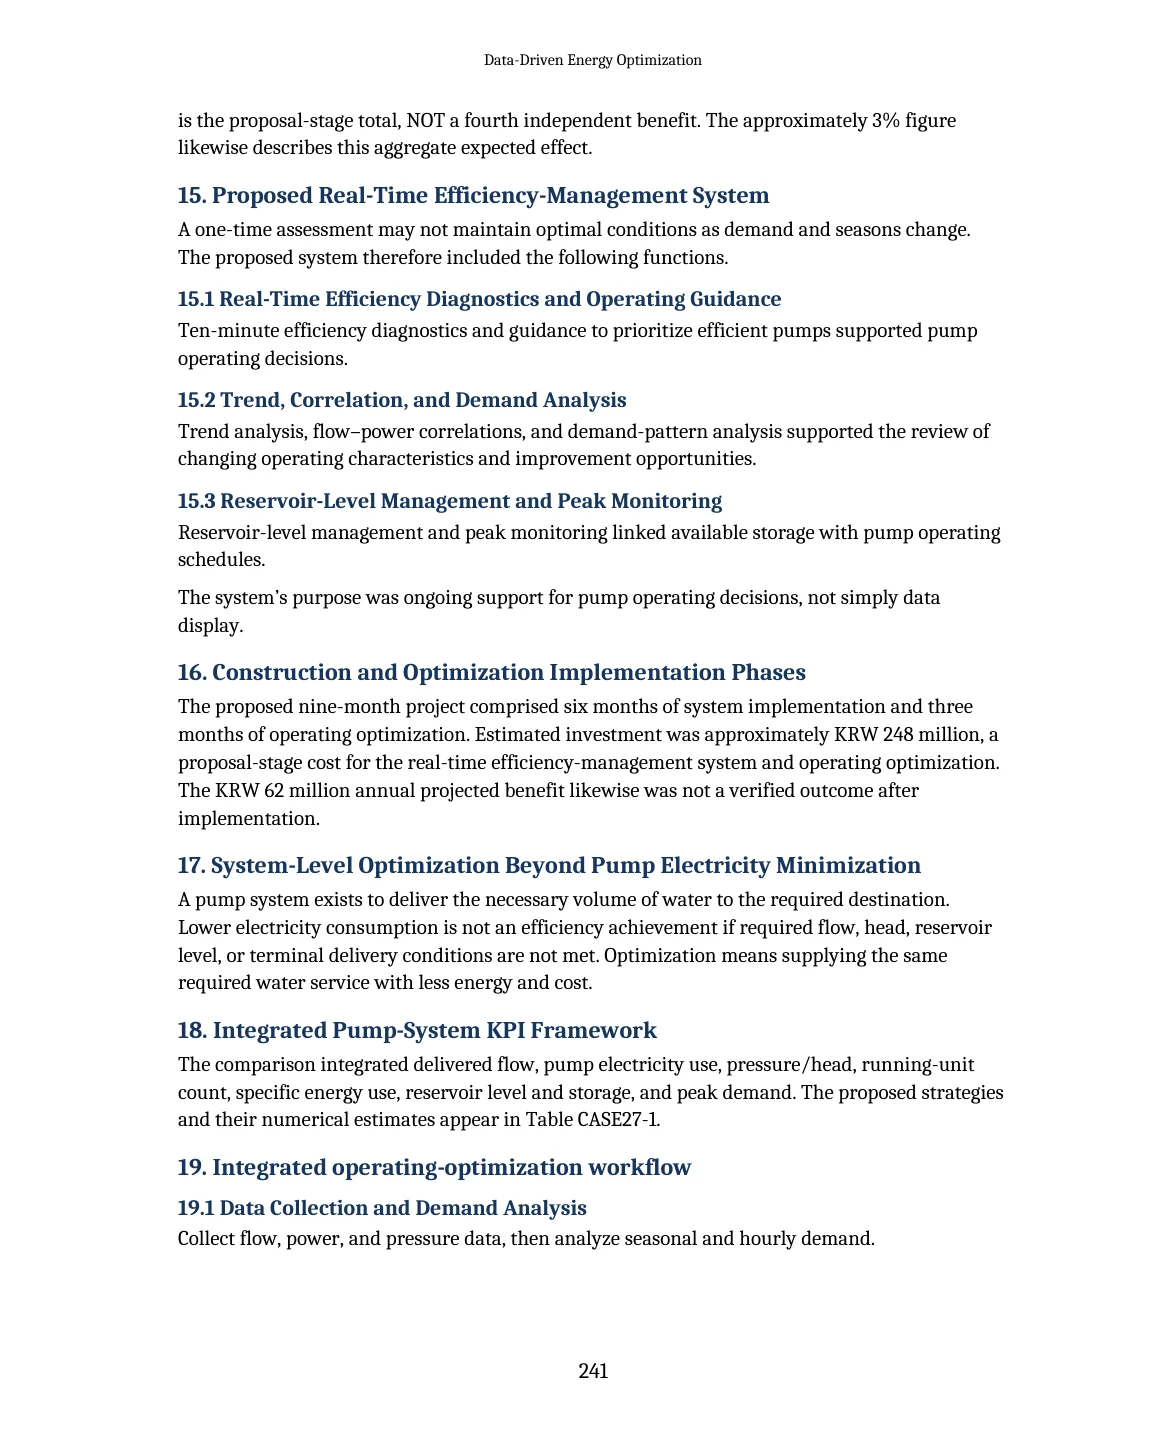 Data-Driven Energy Optimization
is the proposal-stage total, NOT a fourth independent benefit. The approximately 3% figure
likewise describes this aggregate expected effect.
15. Proposed Real-Time Efficiency-Management System
A one-time assessment may not maintain optimal conditions as demand and seasons change.
The proposed system therefore included the following functions.
15.1 Real-Time Efficiency Diagnostics and Operating Guidance
Ten-minute efficiency diagnostics and guidance to prioritize efficient pumps supported pump
operating decisions.
15.2 Trend, Correlation, and Demand Analysis
Trend analysis, flow–power correlations, and demand-pattern analysis supported the review of
changing operating characteristics and improvement opportunities.
15.3 Reservoir-Level Management and Peak Monitoring
Reservoir-level management and peak monitoring linked available storage with pump operating
schedules.
The system’s purpose was ongoing support for pump operating decisions, not simply data
display.
16. Construction and Optimization Implementation Phases
The proposed nine-month project comprised six months of system implementation and three
months of operating optimization. Estimated investment was approximately KRW 248 million, a
proposal-stage cost for the real-time efficiency-management system and operating optimization.
The KRW 62 million annual projected benefit likewise was not a verified outcome after
implementation.
17. System-Level Optimization Beyond Pump Electricity Minimization
A pump system exists to deliver the necessary volume of water to the required destination.
Lower electricity consumption is not an efficiency achievement if required flow, head, reservoir
level, or terminal delivery conditions are not met. Optimization means supplying the same
required water service with less energy and cost.
18. Integrated Pump-System KPI Framework
The comparison integrated delivered flow, pump electricity use, pressure/head, running-unit
count, specific energy use, reservoir level and storage, and peak demand. The proposed strategies
and their numerical estimates appear in Table CASE27-1.
19. Integrated operating-optimization workflow
19.1 Data Collection and Demand Analysis
Collect flow, power, and pressure data, then analyze seasonal and hourly demand.
241